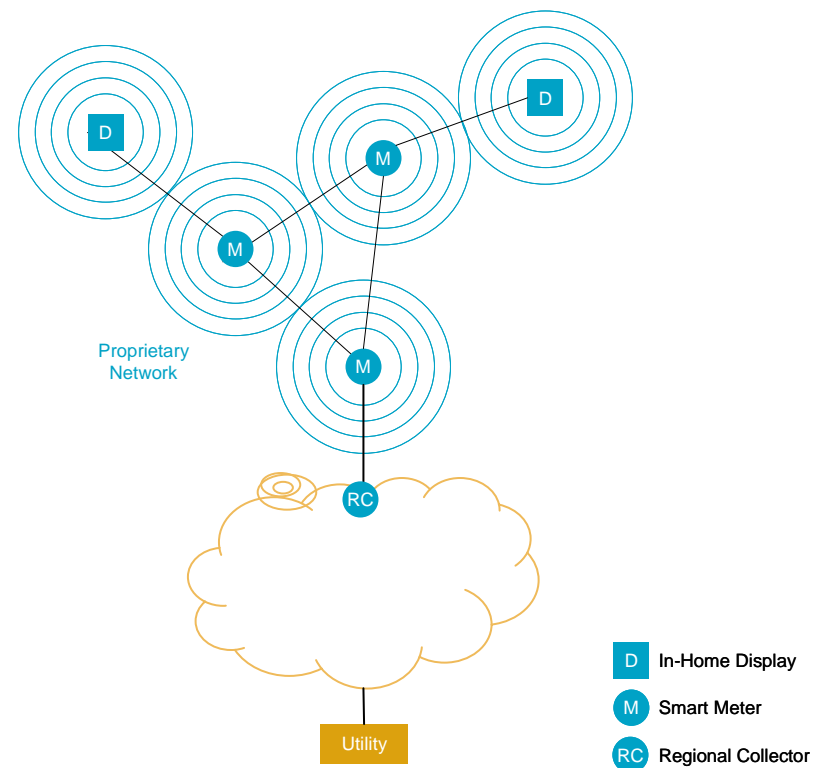 D
D
M
M
Proprietary
Network
M
RC
D In-Home Display
M Smart Meter
Utility
RC Regional Collector